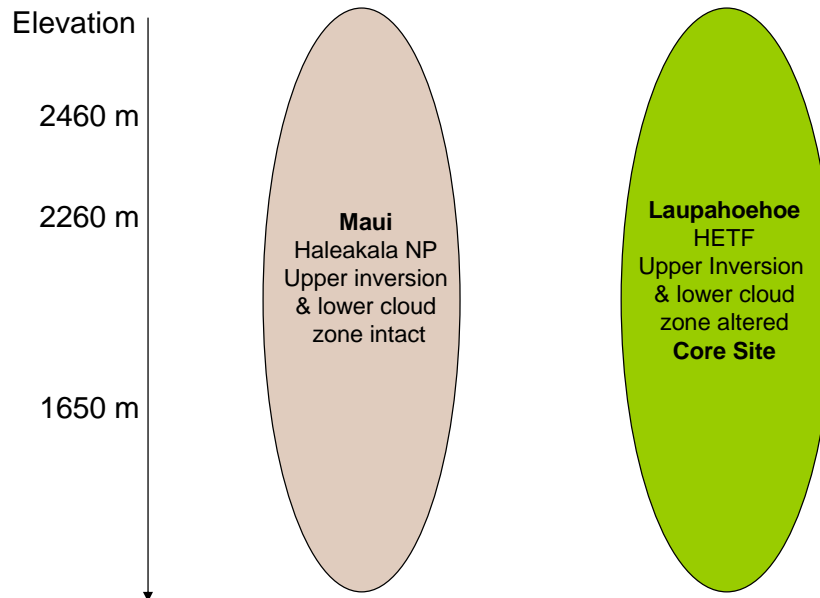 Elevation
2460 m
2260 m
1650 m
Maui
Haleakala NP
Upper inversion
& lower cloud
zone intact
Laupahoehoe
HETF
Upper Inversion
& lower cloud
zone altered
Core Site